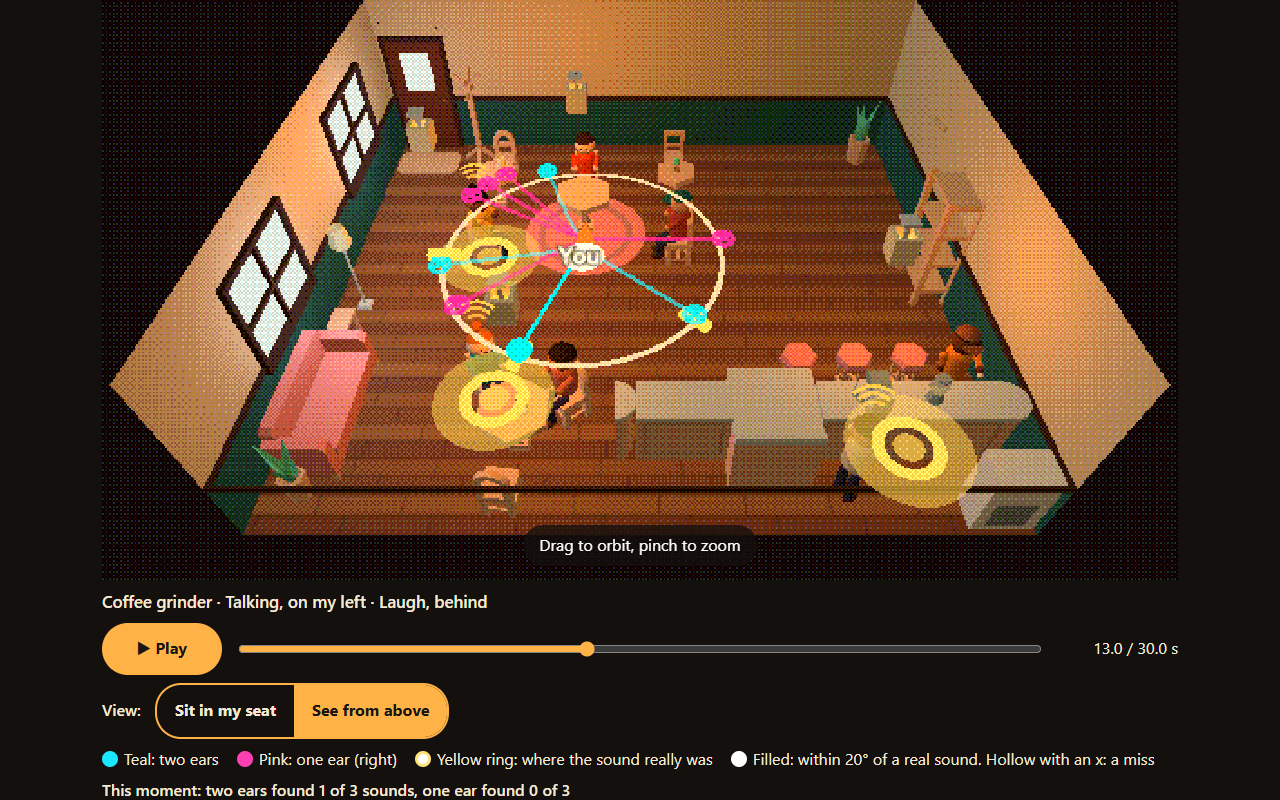 You
Drag to orbit, pinch to zoom
Coffee grinder · Talking, on my left · Laugh, behind
▶ Play
13.0 / 30.0 s
View:
Sit in my seat
See from above
Teal: two ears
Pink: one ear (right)
Yellow ring: where the sound really was
Filled: within 20° of a real sound. Hollow with an x: a miss
This moment: two ears found 1 of 3 sounds, one ear found 0 of 3